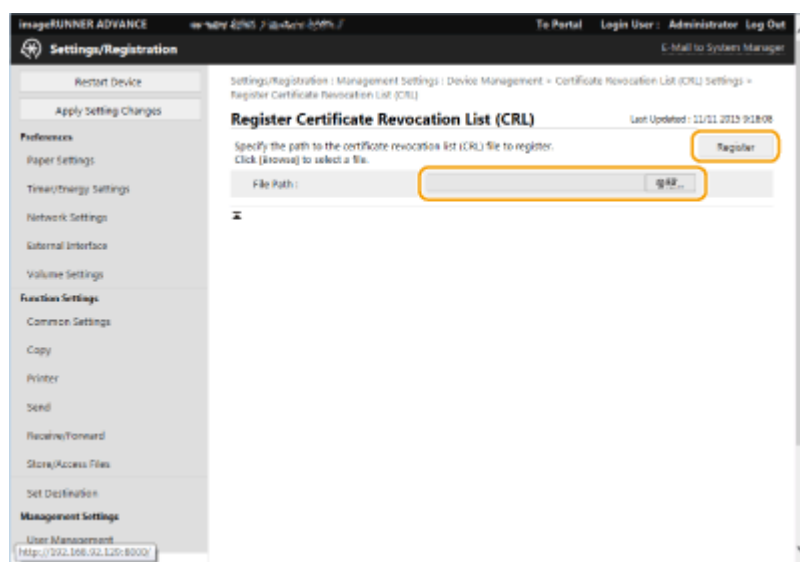 imageRUNNER ADVANCE
To Portal Login User : Administrator Log Out
Settings/Registration
E-Mail to System Manager
Restart Device
Apply Setting Changes
Preferences
Paper Settings
Timer/Energy Settings
Network Settings
External Interface
Volume Settings
Function Settings
Common Settings
Copy
Printer
Send
Receive/Forward
Store/Access Files
Set Destination
Management Settings
User Management
http://192.168.92.120:8000/
Settings/Registration : Management Settings : Device Management > Certificate Revocation List (CRL) Settings >
Register Certificate Revocation List (CRL)
Register Certificate Revocation List (CRL)
Last Updated : 11/11 2015 9:18:08
Specify the path to the certificate revocation list (CRL) file to register.
Click [Browse] to select a file.
Register
File Path :